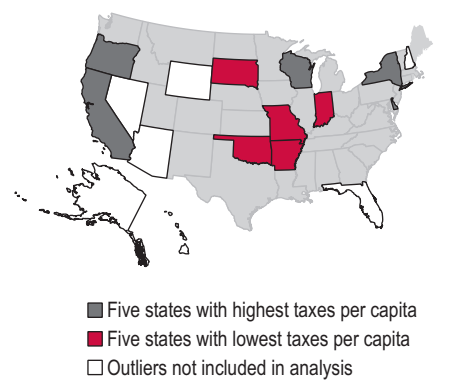 Five states with highest taxes per capita
Five states with lowest taxes per capita
Outliers not included in analysis